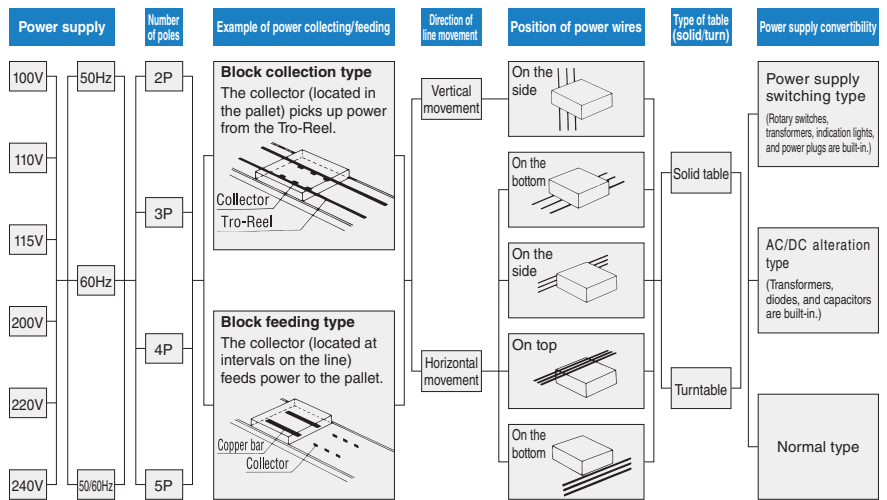 Power supply
Number
of poles
Example of power collecting/feeding
Direction of
line movement
Position of power wires
Type of table
(solid/turn)
Power supply convertibility
100V
110V
115V
200V
220V
240V
50Hz
60Hz
50/60Hz
2P
3P
4P
5P
Block collection type
The collector (located in
the pallet) picks up power
from the Tro-Reel.
Collector
Tro-Reel
Block feeding type
The collector (located at
intervals on the line)
feeds power to the pallet.
Copper bar
Collector
Vertical
movement
Horizontal
movement
On the
side
On the
bottom
On the
side
On top
On the
bottom
Solid table
Turntable
Power supply
switching type
(Rotary switches,
transformers, indication lights,
and power plugs are built-in.)
AC/DC alteration
type
(Transformers,
diodes, and capacitors
are built-in.)
Normal type